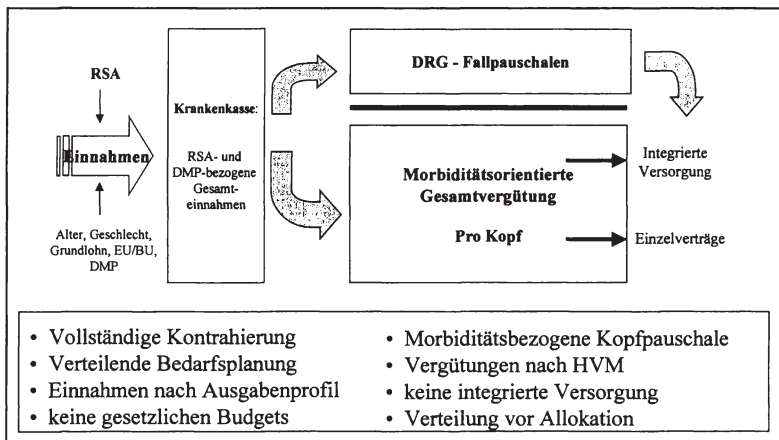 RSA
Einnahmen
Alter, Geschlecht,
Grundlohn, EU/BU,
DMP
Krankenkasse:
RSA- und
DMP-bezogene
Gesamt-
einnahmen
DRG - Fallpauschalen
Morbiditätsorientierte
Gesamtvergütung
Pro Kopf
Integrierte
Versorgung
Einzelverträge
• Vollständige Kontrahierung
• Verteilende Bedarfsplanung
• Einnahmen nach Ausgabenprofil
• keine gesetzlichen Budgets
• Morbiditätsbezogene Kopfpauschale
• Vergütungen nach HVM
• keine integrierte Versorgung
• Verteilung vor Allokation